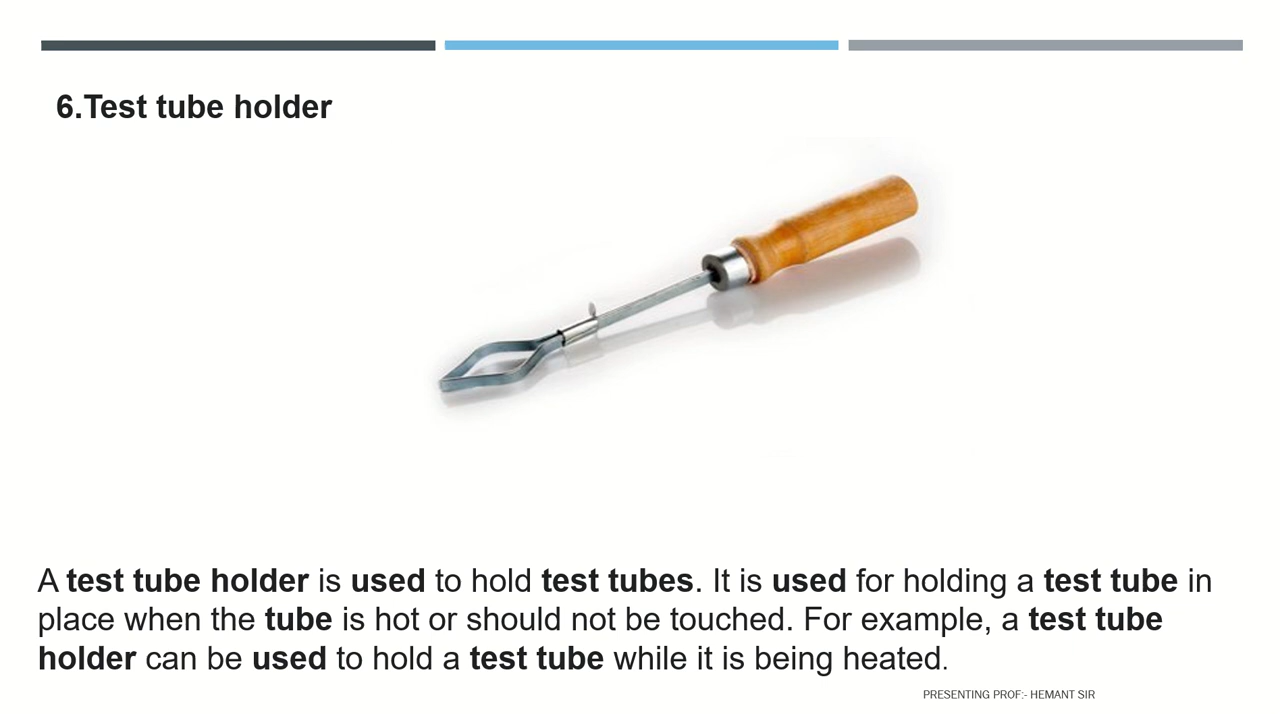 6.Test tube holder
A test tube holder is used to hold test tubes. It is used for holding a test tube in
place when the tube is hot or should not be touched. For example, a test tube
holder can be used to hold a test tube while it is being heated.
PRESENTING PROF:- HEMANT SIR